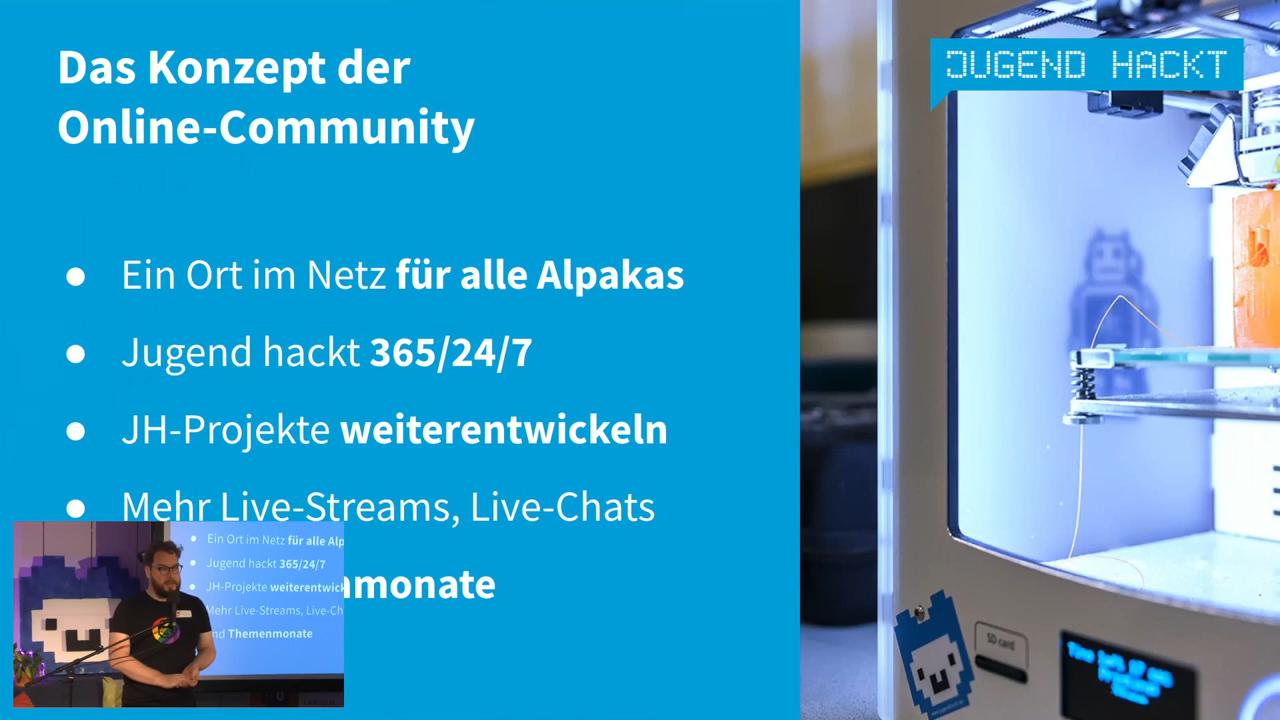 Das Konzept der
Online-Community
JUGEND HACKT
● Ein Ort im Netz für alle Alpakas
● Jugend hackt 365/24/7
● JH-Projekte weiterentwickeln
● Mehr Live-Streams, Live-Chats
nmonate
● Ein Ort im Netz für alle Alp
● Jugend hackt 365/24/7
● JH-Projekte weiterentwick
Mehr Live-Streams, Live-Ch
nd Themenmonate
SD card